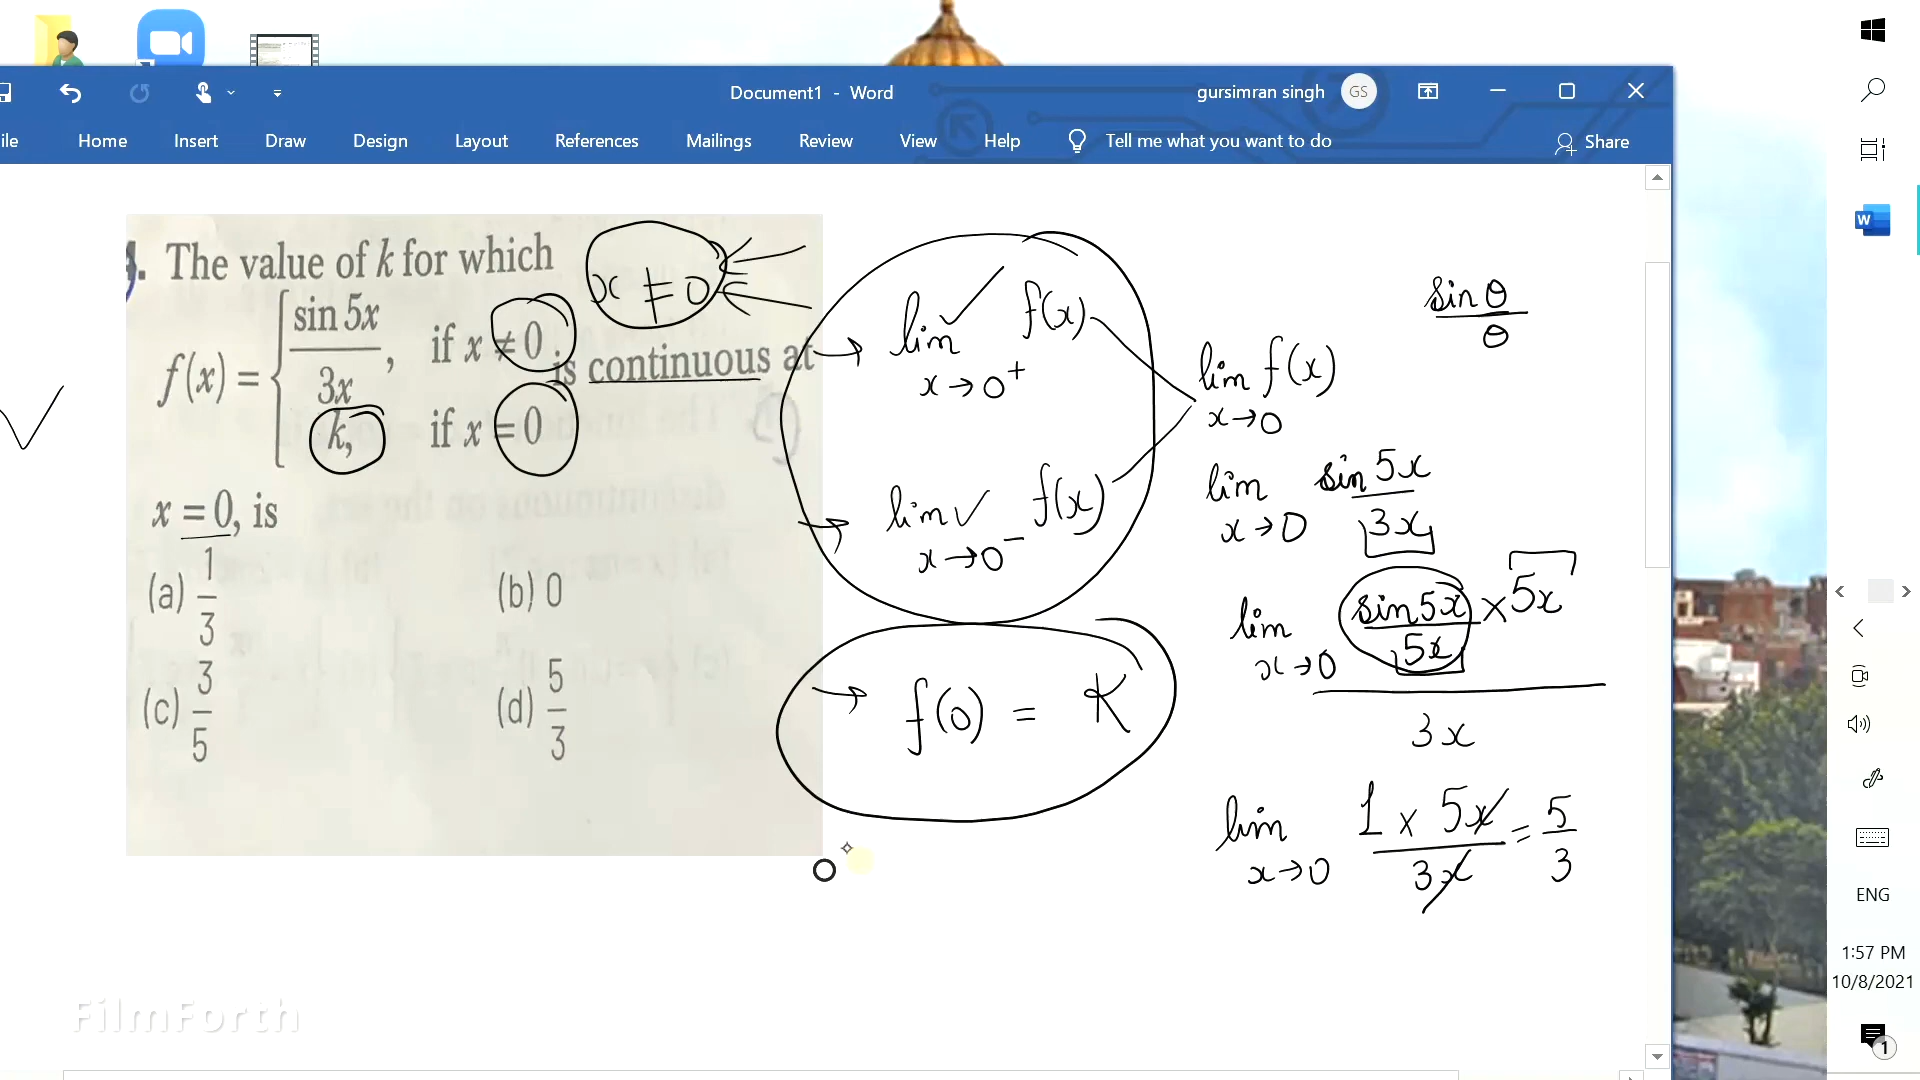 Document1 - Word
gursimran singh
GS
ile
Home
Insert
Draw
Design
Layout
References
Mailings
Review
View
Help
Tell me what you want to do
Share
. The value of k for which
x ≠ 0
f(x) = { sin 5x / 3x, if x ≠ 0
k, if x = 0
is continuous at
x = 0, is
(a) 1/3
(b) 0
(c) 3/5
(d) 5/3
lim x→0⁺ f(x)
lim x→0⁻ f(x)
f(0) = K
sin θ / θ
lim x→0 f(x)
lim x→0 sin 5x / 3x
lim x→0 sin 5x / 5x × 5x
3x
lim x→0 1 × 5x / 3x = 5/3
FilmForth
W
ENG
1:57 PM
10/8/2021
1